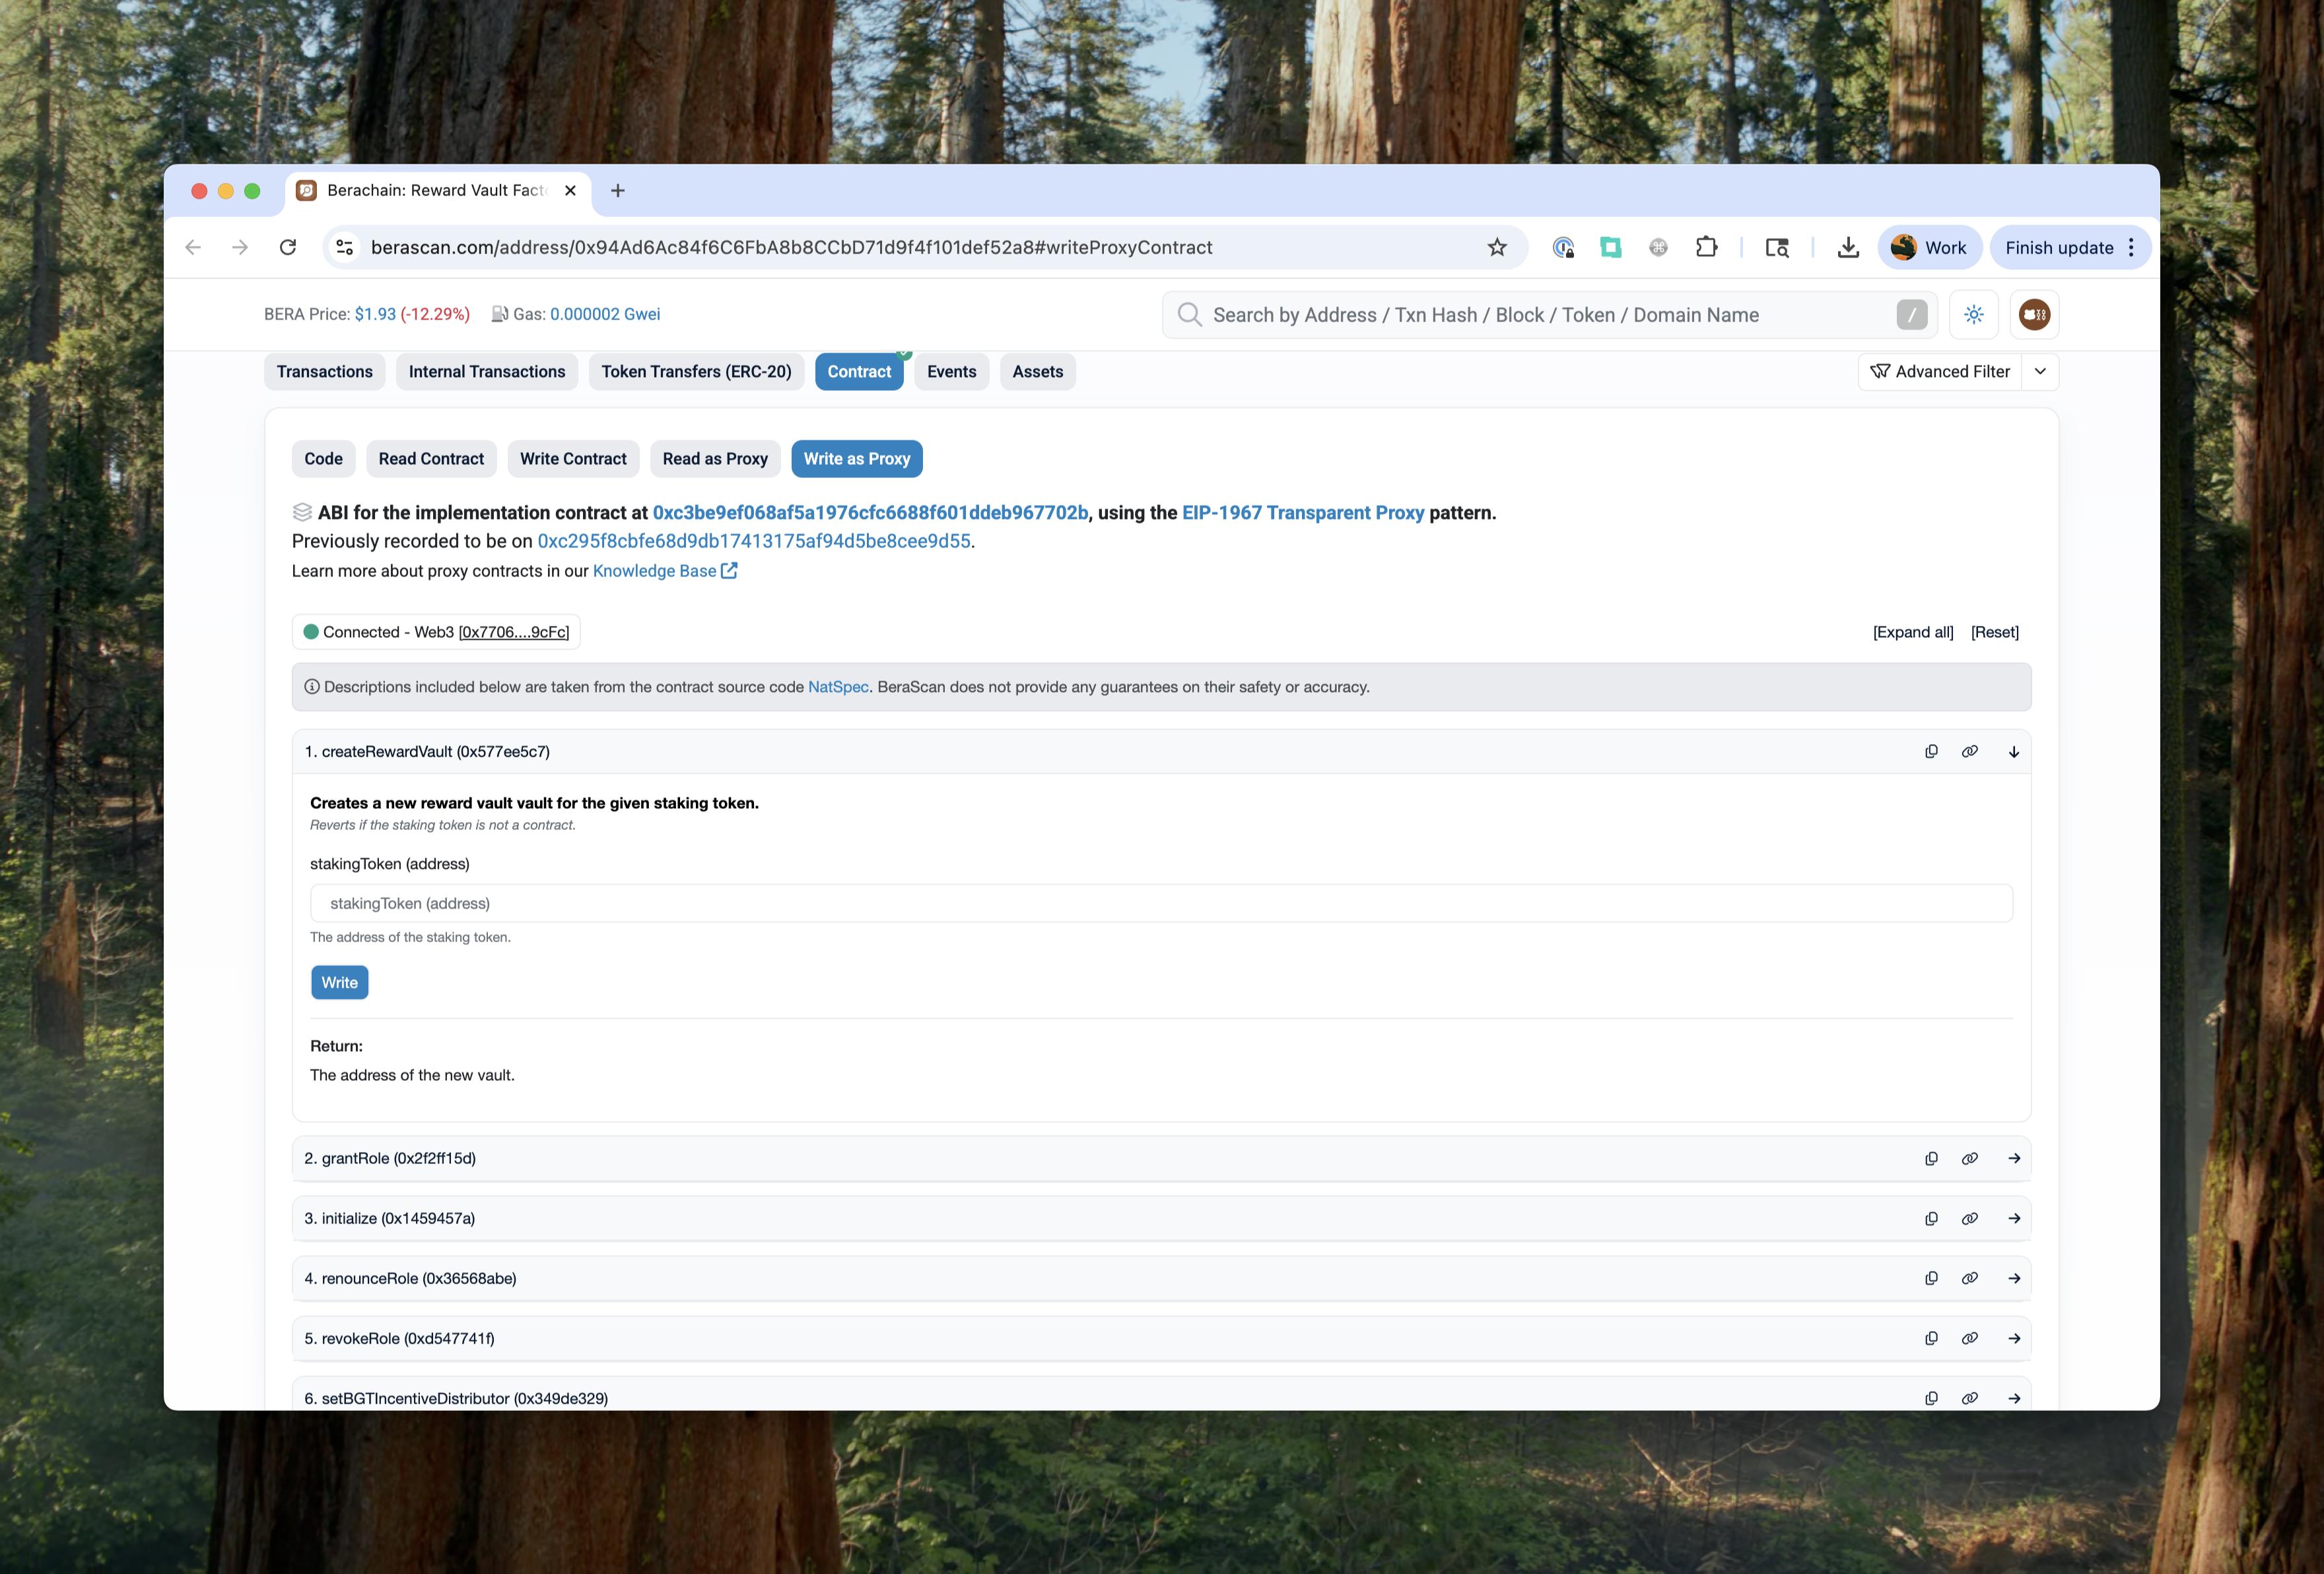 Berachain: Reward Vault Fact
berascan.com/address/0x94Ad6Ac84f6C6FbA8b8CCbD71d9f4f101def52a8#writeProxyContract
Work
Finish update
BERA Price: $1.93 (-12.29%)
Gas: 0.000002 Gwei
Search by Address / Txn Hash / Block / Token / Domain Name
/
Transactions
Internal Transactions
Token Transfers (ERC-20)
Contract
Events
Assets
Advanced Filter
Code
Read Contract
Write Contract
Read as Proxy
Write as Proxy
ABI for the implementation contract at 0xc3be9ef068af5a1976cfc6688f601ddeb967702b, using the EIP-1967 Transparent Proxy pattern.
Previously recorded to be on 0xc295f8cbfe68d9db17413175af94d5be8cee9d55.
Learn more about proxy contracts in our Knowledge Base
Connected - Web3 [0x7706....9cFc]
[Expand all]
[Reset]
Descriptions included below are taken from the contract source code NatSpec. BeraScan does not provide any guarantees on their safety or accuracy.
1. createRewardVault (0x577ee5c7)
Creates a new reward vault vault for the given staking token.
Reverts if the staking token is not a contract.
stakingToken (address)
stakingToken (address)
The address of the staking token.
Write
Return:
The address of the new vault.
2. grantRole (0x2f2ff15d)
3. initialize (0x1459457a)
4. renounceRole (0x36568abe)
5. revokeRole (0xd547741f)
6. setBGTIncentiveDistributor (0x349de329)